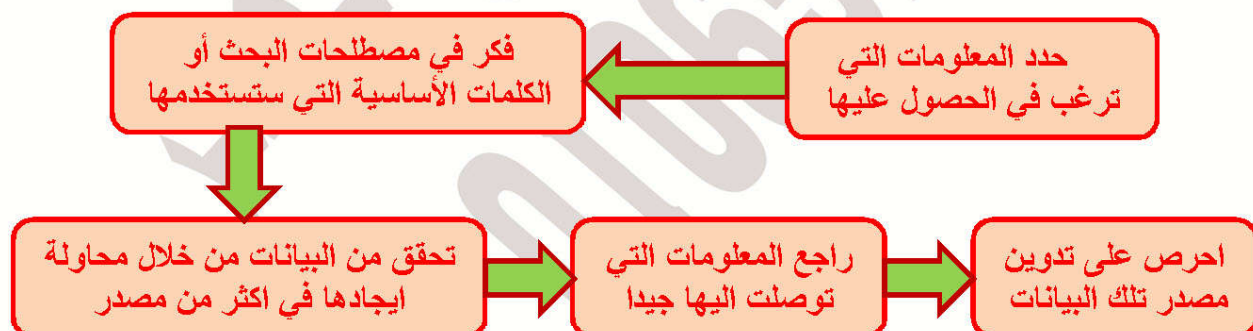 حدد المعلومات التي
ترغب في الحصول عليها
فكر في مصطلحات البحث أو
الكلمات الأساسية التي ستستخدمها
تحقق من البيانات من خلال محاولة
ايجادها في اكثر من مصدر
راجع المعلومات التي
توصلت اليها جيدا
احرص على تدوين
مصدر تلك البيانات